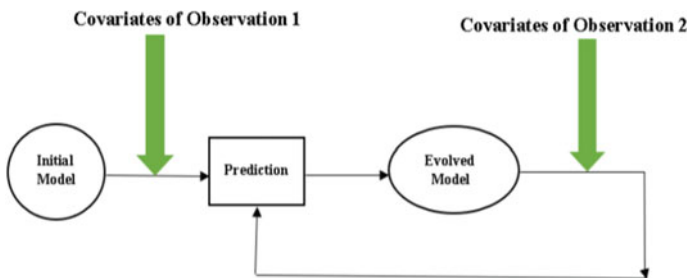 Covariates of Observation 1
Covariates of Observation 2
Initial
Model
Prediction
Evolved
Model